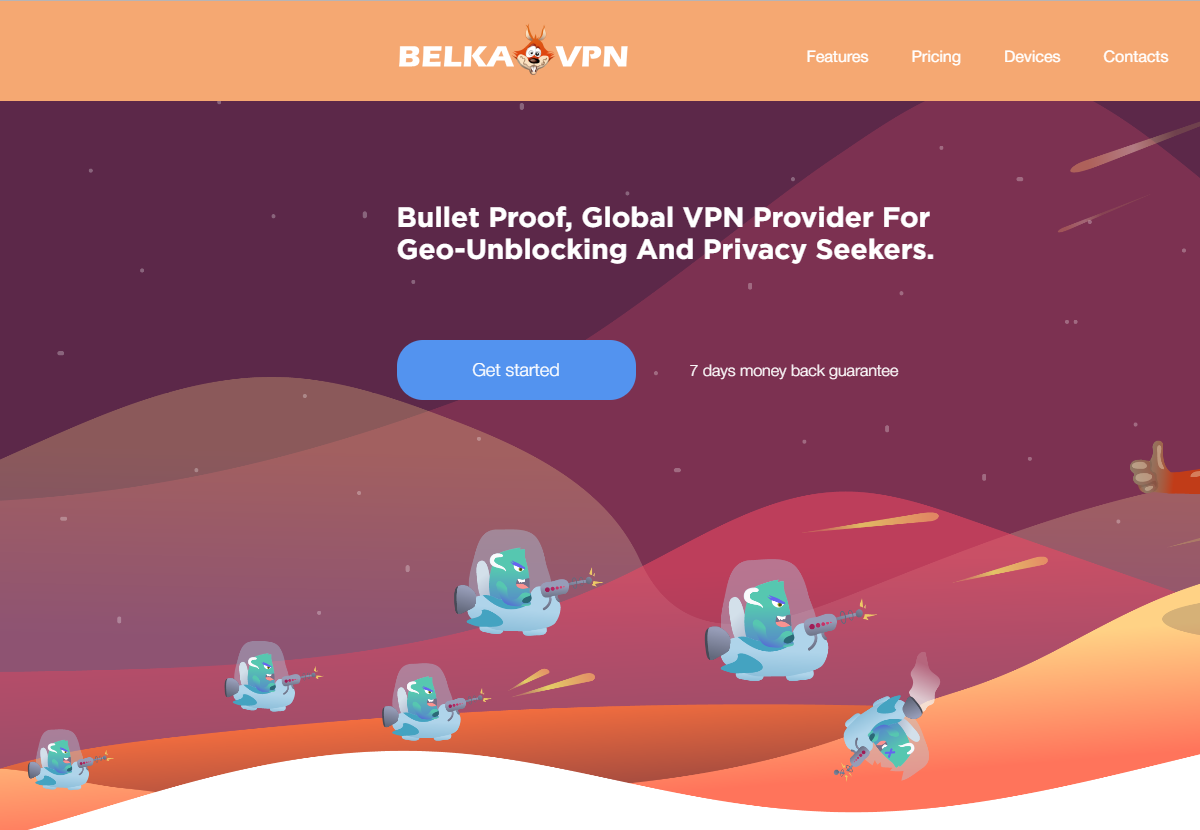 BELKA VPN
Features
Pricing
Devices
Contacts
Bullet Proof, Global VPN Provider For
Geo-Unblocking And Privacy Seekers.
Get started
7 days money back guarantee